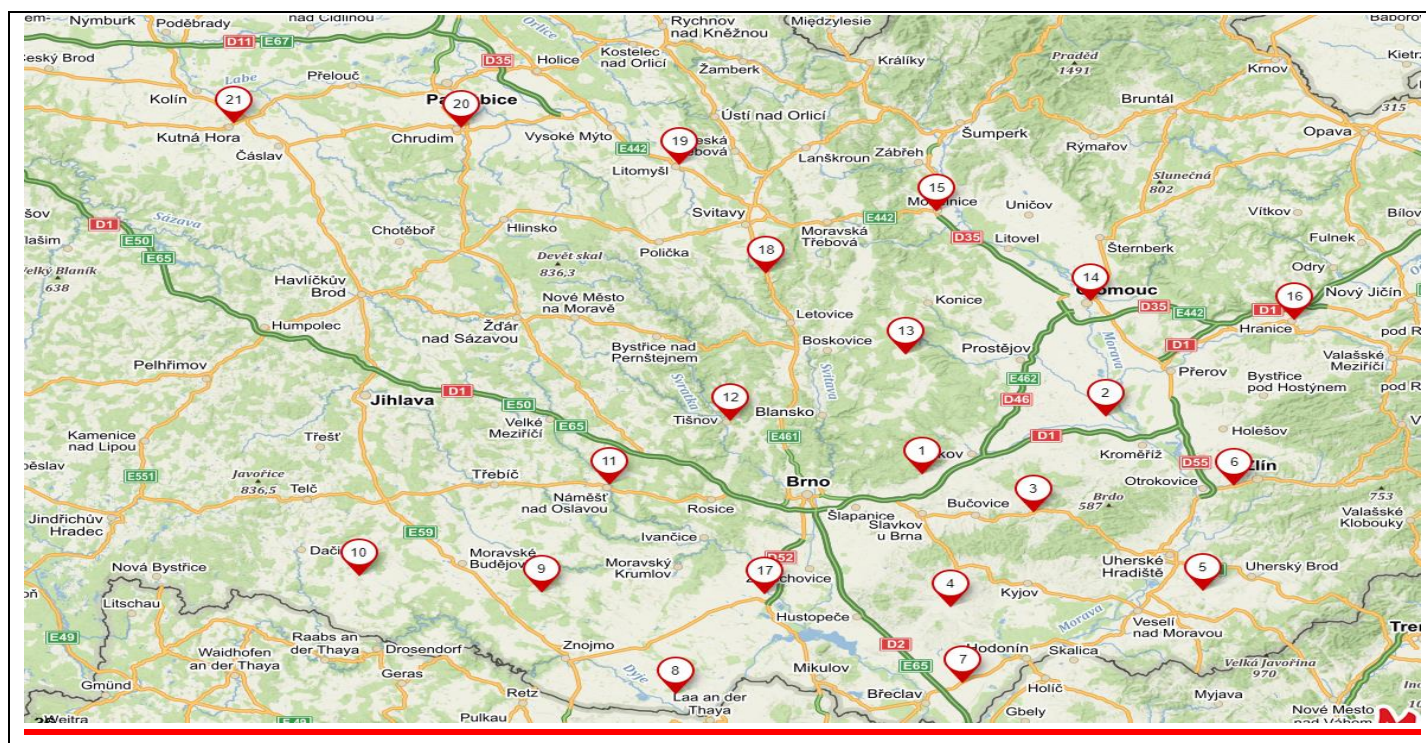 Nymburk
Poděbrady
nad Cidlinou
Orlice
Rychnov
nad Kněžnou
Międzylesie
D11
E67
Český Brod
Labe
Přelouč
D35
Holice
Kostelec
nad Orlicí
Žamberk
Králíky
Praděd
1491
Krnov
Kolín
21
20
Bruntál
315
Kutná Hora
Chrudim
Vysoké Mýto
Ústí nad Orlicí
Šumperk
Opava
Čáslav
E442
19
Litomyšl
Lanškroun
Zábřeh
Rýmařov
Slunečná
802
15
Uničov
Sázava
D1
E50
E65
Chotěboř
Hlinsko
Svitavy
E442
Moravská
Třebová
D35
Litovel
Vítkov
Polička
18
Šternberk
Fulnek
Velký Blaník
638
Devět skal
836,3
Odry
Havlíčkův
Brod
14
Nový Jičín
Nové Město
na Moravě
Konice
D35
E442
D1
16
Humpolec
Žďár
nad Sázavou
Letovice
Hranice
13
Bystřice nad
Pernštejnem
Boskovice
Prostějov
Morava
D1
Valašské
Meziříčí
Pelhřimov
Přerov
Svratka
Svitava
E462
Bystřice
pod Hostýnem
Jihlava
D1
E50
12
D46
2
Velké
Meziříčí
E65
Tišnov
Blansko
Kamenice
nad Lipou
Třešť
E461
D1
Holešov
11
1
Kroměříž
D55
6
Javořice
836,5
Třebíč
E551
Telč
Brno
3
Otrokovice
Náměšť
nad Oslavou
Rosice
Bučovice
Brdo
587
753
Šlapanice
Slavkov
u Brna
Valašské
Klobouky
Jindřichův
Hradec
E59
Ivančice
10
Moravské
Budějovice
9
Moravský
Krumlov
D52
17
Uherské
Hradiště
5
Uherský Brod
Nová Bystřice
4
Kyjov
Litschau
Hustopeče
Morava
Veselí
nad Moravou
E49
Raabs an
der Thaya
Drosendorf
Znojmo
D2
Waidhofen
an der Thaya
Geras
Dyje
8
Mikulov
E65
7
Skalica
Velká Javořina
970
Gmünd
Retz
Laa an der
Thaya
Břeclav
Holíč
Myjava
Pulkau
Gbely
Nové Mesto